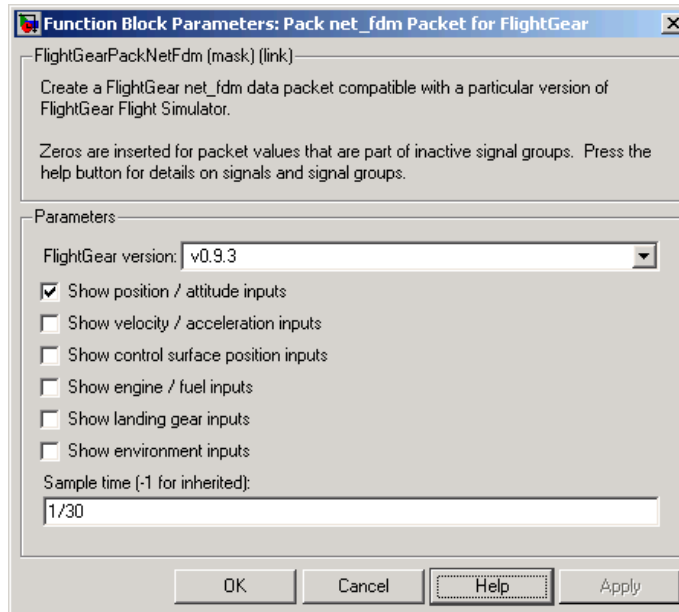 Function Block Parameters: Pack net_fdm Packet for FlightGear
FlightGearPackNetFdm (mask) (link)
Create a FlightGear net_fdm data packet compatible with a particular version of
FlightGear Flight Simulator.
Zeros are inserted for packet values that are part of inactive signal groups. Press the
help button for details on signals and signal groups.
Parameters
FlightGear version: v0.9.3
Show position / attitude inputs
Show velocity / acceleration inputs
Show control surface position inputs
Show engine / fuel inputs
Show landing gear inputs
Show environment inputs
Sample time (-1 for inherited):
1/30
OK Cancel Help Apply